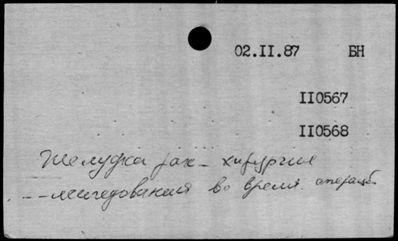 02.II.87 БН
II0567
II0568
Желудка рак - хирургия
-- исследования во время операц